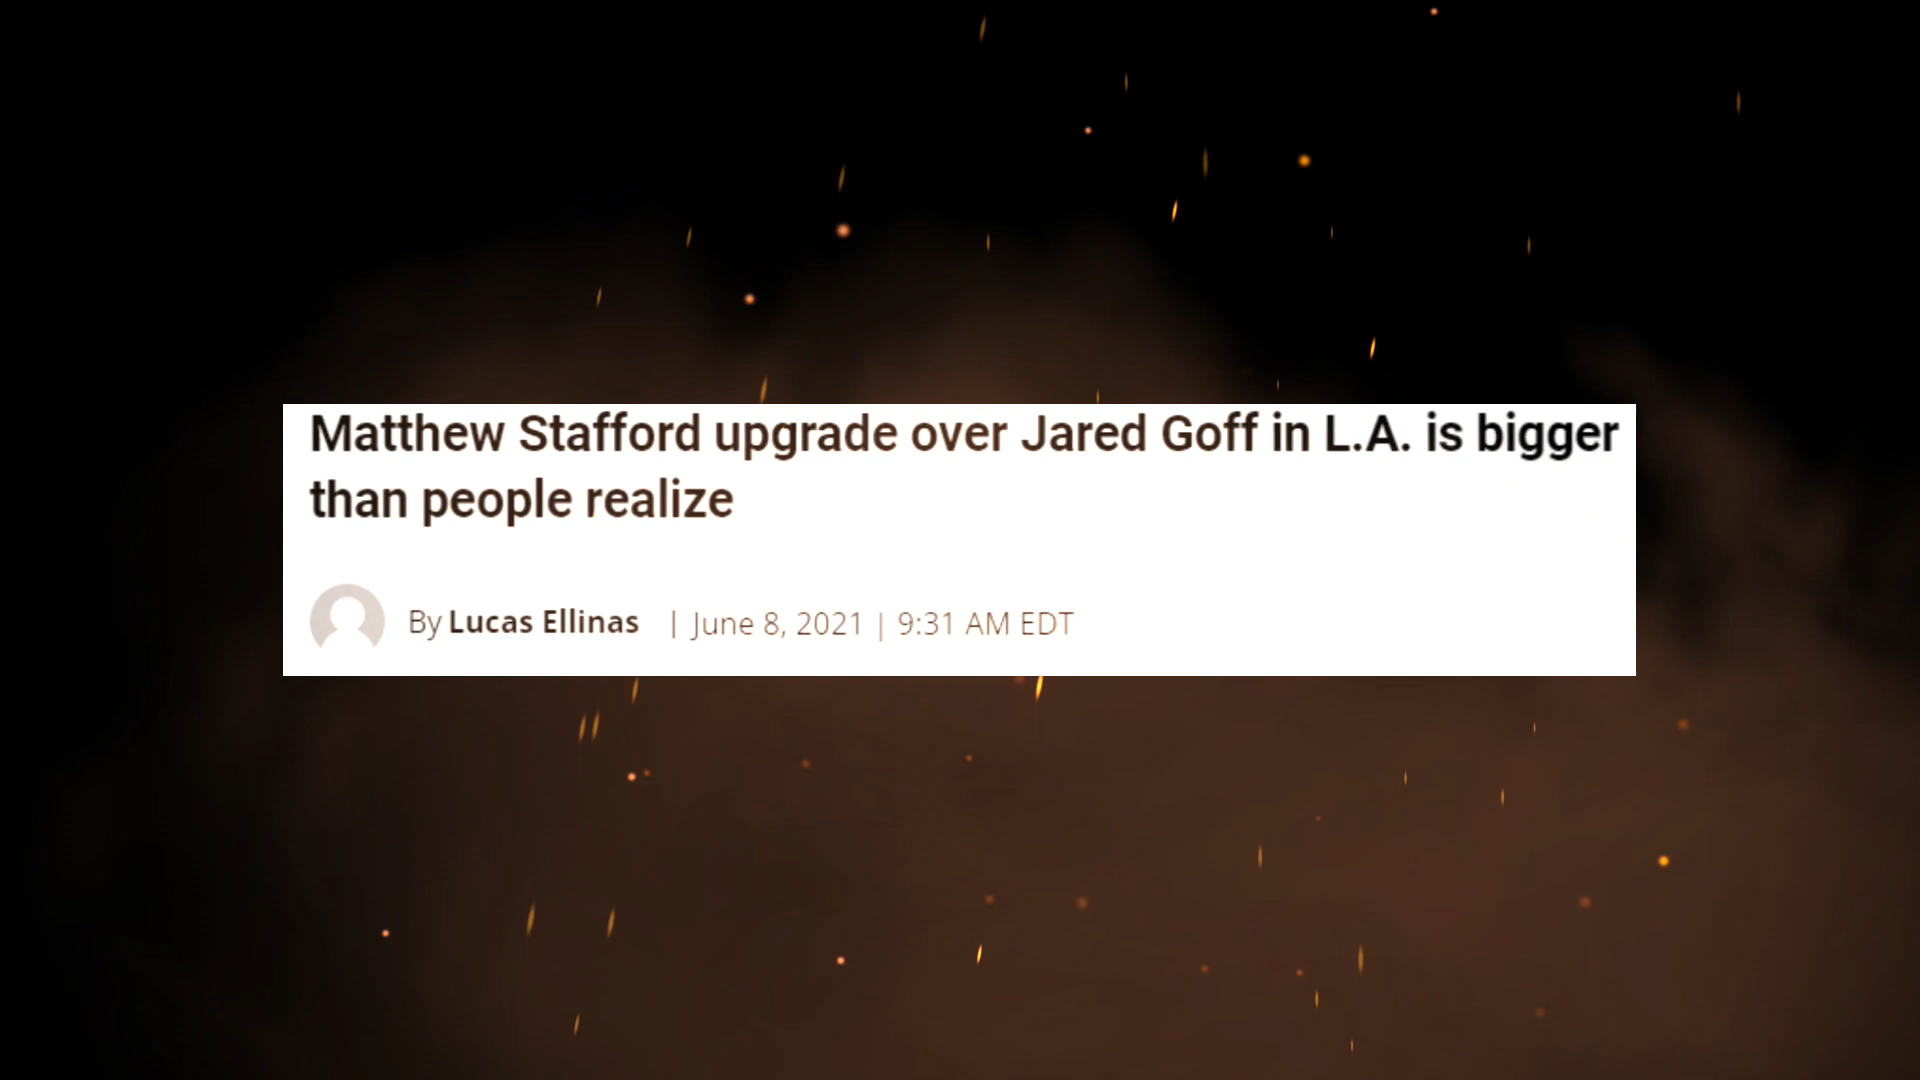 Matthew Stafford upgrade over Jared Goff in L.A. is bigger
than people realize
By Lucas Ellinas | June 8, 2021 | 9:31 AM EDT